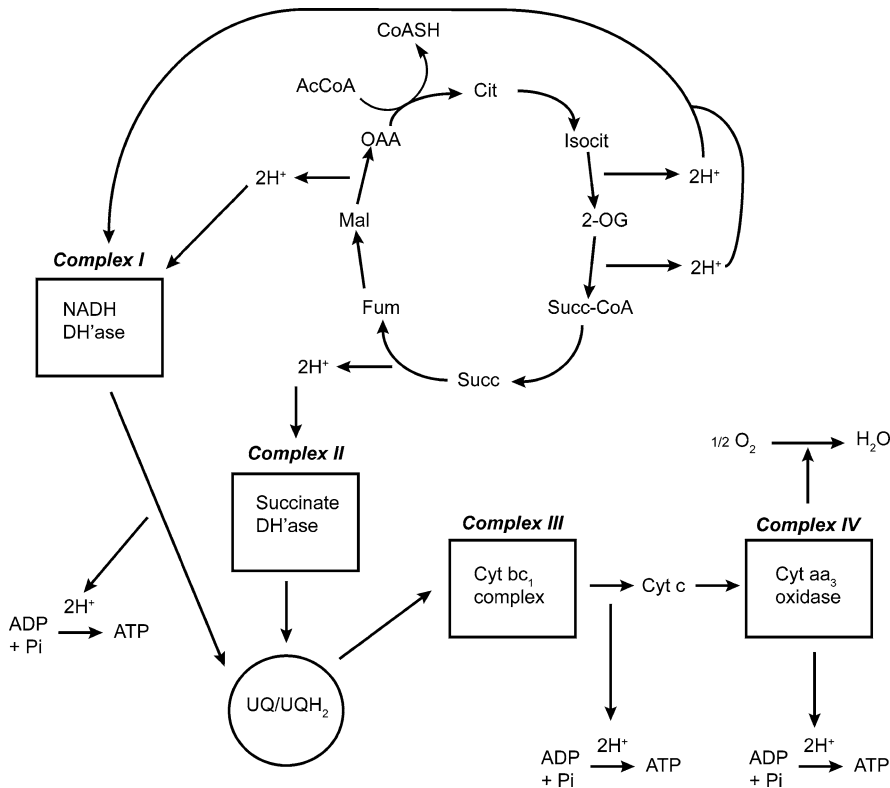 CoASH
AcCoA
Cit
OAA
Isocit
2H⁺
2H⁺
Mal
2-OG
Complex I
2H⁺
NADH
DH'ase
Fum
Succ-CoA
2H⁺
Succ
Complex II
1/2 O₂
H₂O
Succinate
DH'ase
Complex III
Complex IV
Cyt bc₁
complex
Cyt c
Cyt aa₃
oxidase
2H⁺
ADP
+ Pi
ATP
UQ/UQH₂
2H⁺
ADP
+ Pi
ATP
2H⁺
ADP
+ Pi
ATP